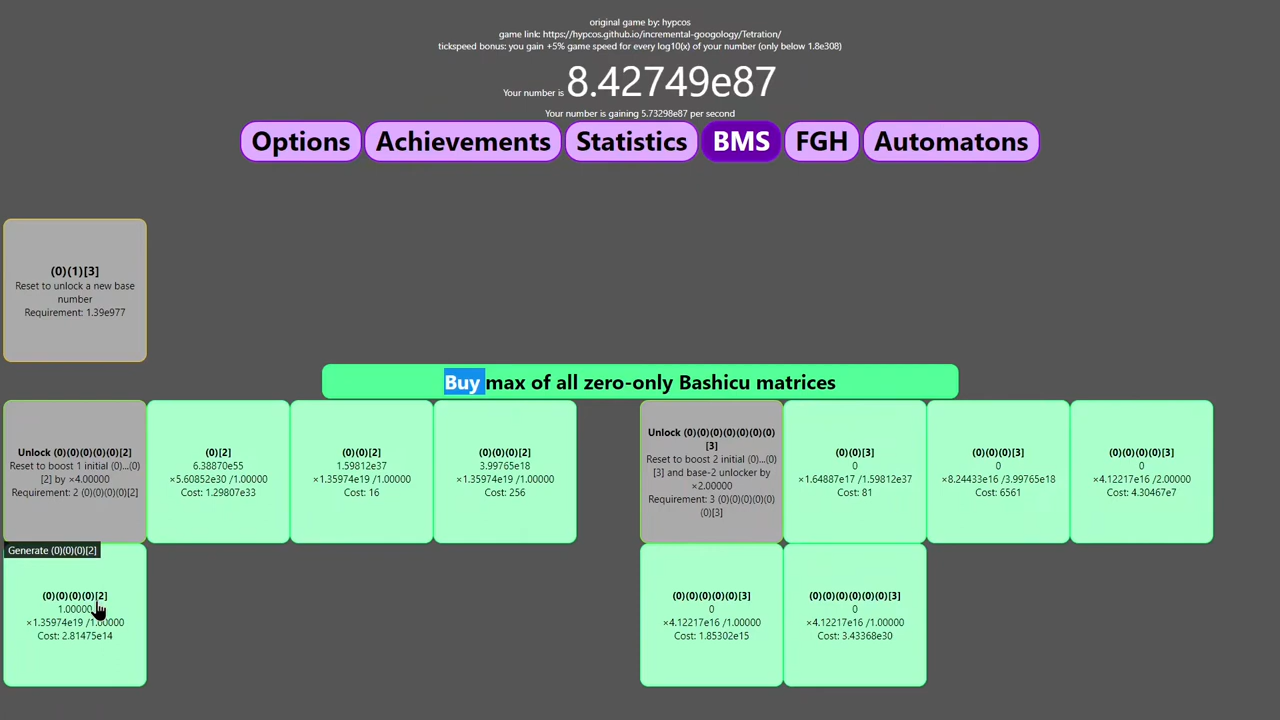 original game by: hypcos
game link: https://hypcos.github.io/incremental-googology/Tetration/
tickspeed bonus: you gain +5% game speed for every log10(x) of your number (only below 1.8e308)
Your number is 8.42749e87
Your number is gaining 5.73298e87 per second
Options Achievements Statistics BMS FGH Automatons
(0)(1)[3]
Reset to unlock a new base
number
Requirement: 1.39e977
Buy max of all zero-only Bashicu matrices
Unlock (0)(0)(0)(0)(0)[2]
Reset to boost 1 initial (0)...(0)
[2] by ×4.00000
Requirement: 2 (0)(0)(0)(0)[2]
(0)[2]
6.38870e55
×5.60852e30 /1.00000
Cost: 1.29807e33
(0)(0)[2]
1.59812e37
×1.35974e19 /1.00000
Cost: 16
(0)(0)(0)[2]
3.99765e18
×1.35974e19 /1.00000
Cost: 256
Unlock (0)(0)(0)(0)(0)(0)(0)
[3]
Reset to boost 2 initial (0)...(0)
[3] and base-2 unlocker by
×2.00000
Requirement: 3 (0)(0)(0)(0)(0)
(0)[3]
(0)(0)[3]
0
×1.64887e17 /1.59812e37
Cost: 81
(0)(0)(0)[3]
0
×8.24433e16 /3.99765e18
Cost: 6561
(0)(0)(0)(0)[3]
0
×4.12217e16 /2.00000
Cost: 4.30467e7
Generate (0)(0)(0)[2]
(0)(0)(0)(0)[2]
1.00000
×1.35974e19 /1.00000
Cost: 2.81475e14
(0)(0)(0)(0)(0)[3]
0
×4.12217e16 /1.00000
Cost: 1.85302e15
(0)(0)(0)(0)(0)(0)[3]
0
×4.12217e16 /1.00000
Cost: 3.43368e30